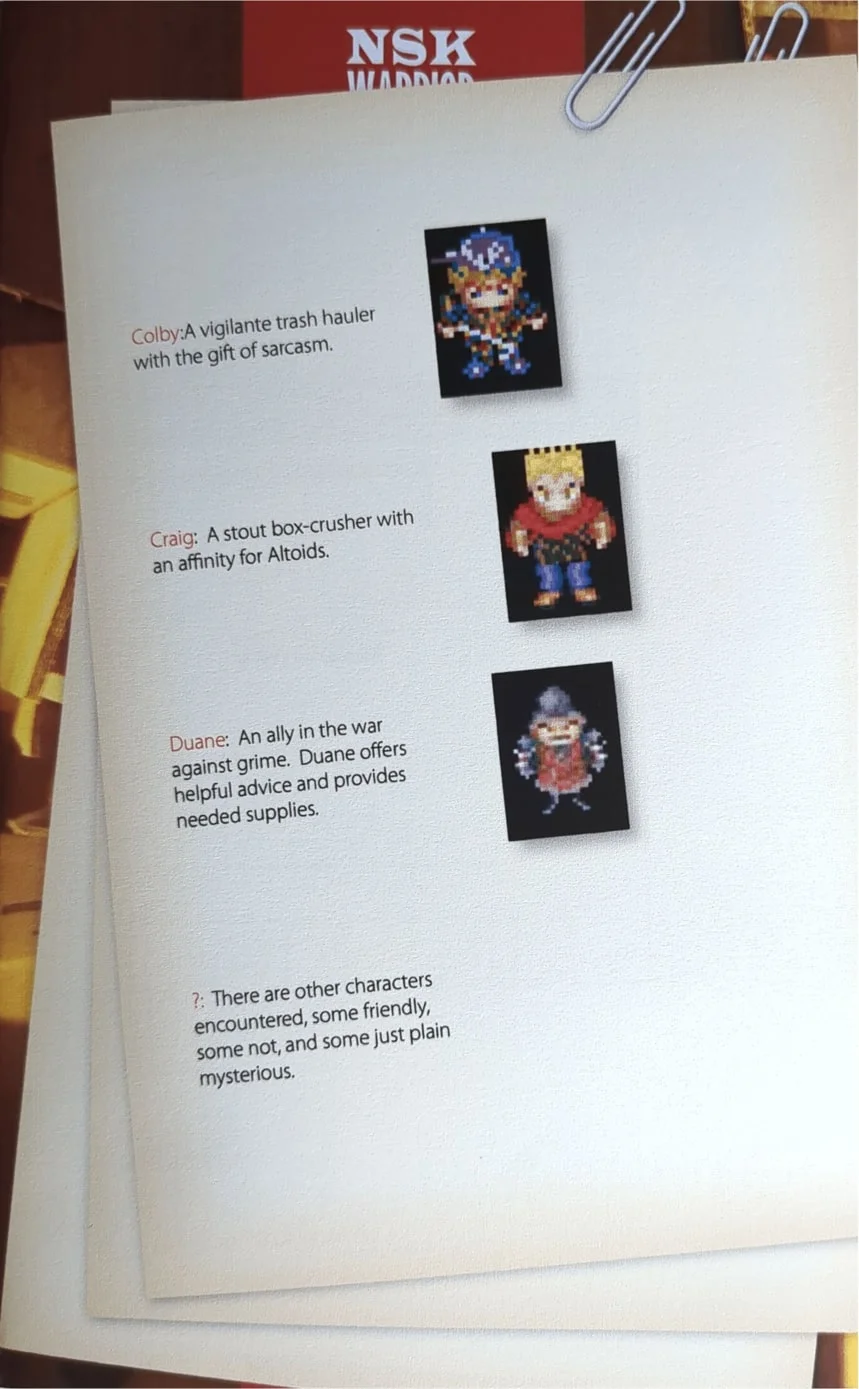 NSK
WARRIOR
Colby:A vigilante trash hauler
with the gift of sarcasm.
Craig: A stout box-crusher with
an affinity for Altoids.
Duane: An ally in the war
against grime. Duane offers
helpful advice and provides
needed supplies.
?: There are other characters
encountered, some friendly,
some not, and some just plain
mysterious.